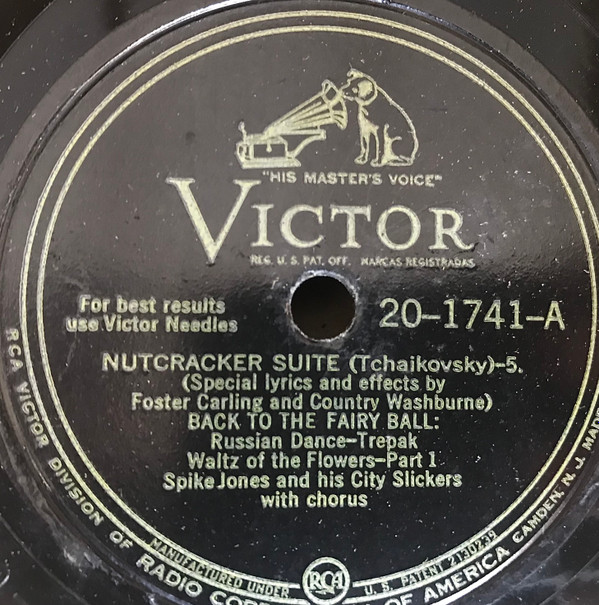 "HIS MASTER'S VOICE"
VICTOR
REG. U. S. PAT. OFF. MARCAS REGISTRADAS
For best results
use Victor Needles
20-1741-A
NUTCRACKER SUITE (Tchaikovsky)-5.
(Special lyrics and effects by
Foster Carling and Country Washburne)
BACK TO THE FAIRY BALL:
Russian Dance-Trepak
Waltz of the Flowers-Part 1
Spike Jones and his City Slickers
with chorus
MANUFACTURED UNDER RCA U. S. PATENT 2130239
RCA VICTOR DIVISION OF RADIO OF AMERICA CAMDEN, N. J. MADE